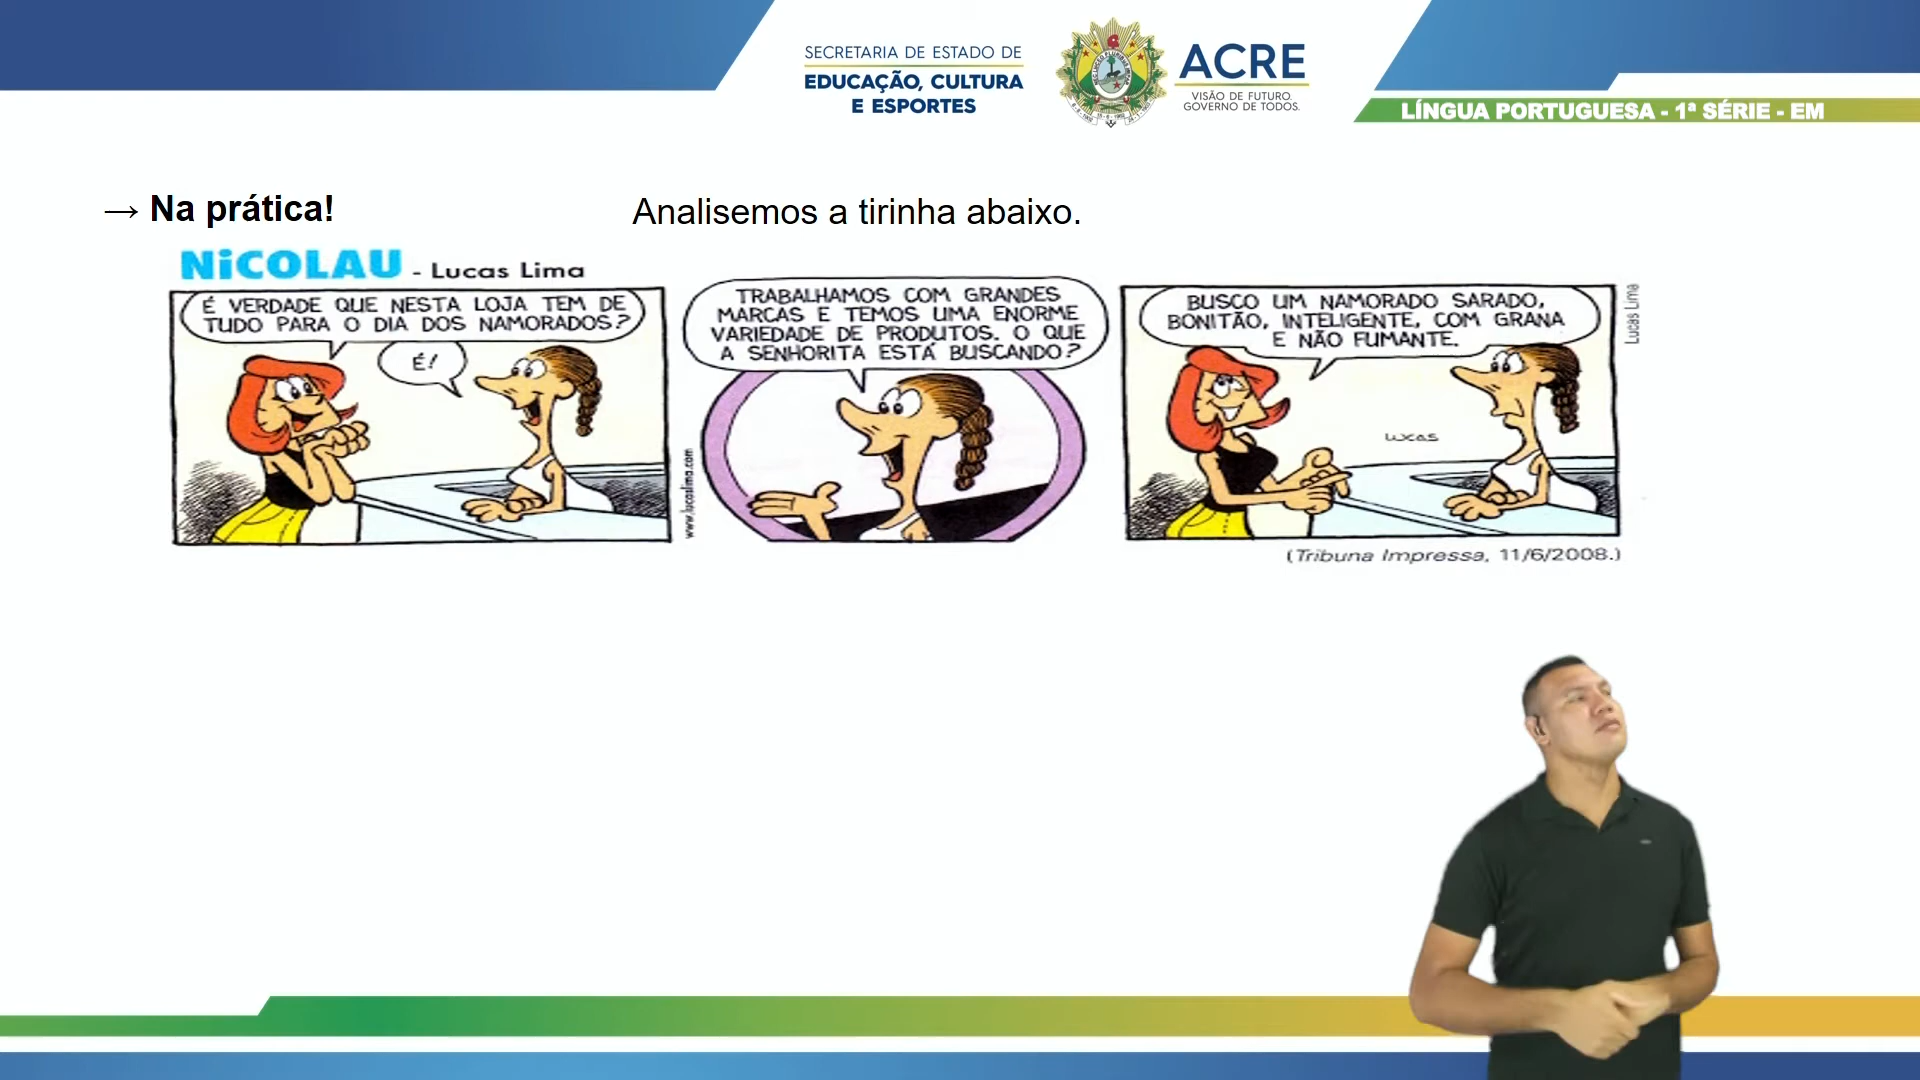 SECRETARIA DE ESTADO DE
EDUCAÇÃO, CULTURA
E ESPORTES
ACRE
VISÃO DE FUTURO.
GOVERNO DE TODOS.
LÍNGUA PORTUGUESA - 1ª SÉRIE - EM
→ Na prática!
Analisemos a tirinha abaixo.
NiCOLAU - Lucas Lima
É VERDADE QUE NESTA LOJA TEM DE
TUDO PARA O DIA DOS NAMORADOS?
É!
www.lucaslima.com
TRABALHAMOS COM GRANDES
MARCAS E TEMOS UMA ENORME
VARIEDADE DE PRODUTOS. O QUE
A SENHORITA ESTÁ BUSCANDO?
BUSCO UM NAMORADO SARADO,
BONITÃO, INTELIGENTE, COM GRANA
E NÃO FUMANTE.
LUCAS
Lucas Lima
(Tribuna Impressa, 11/6/2008.)